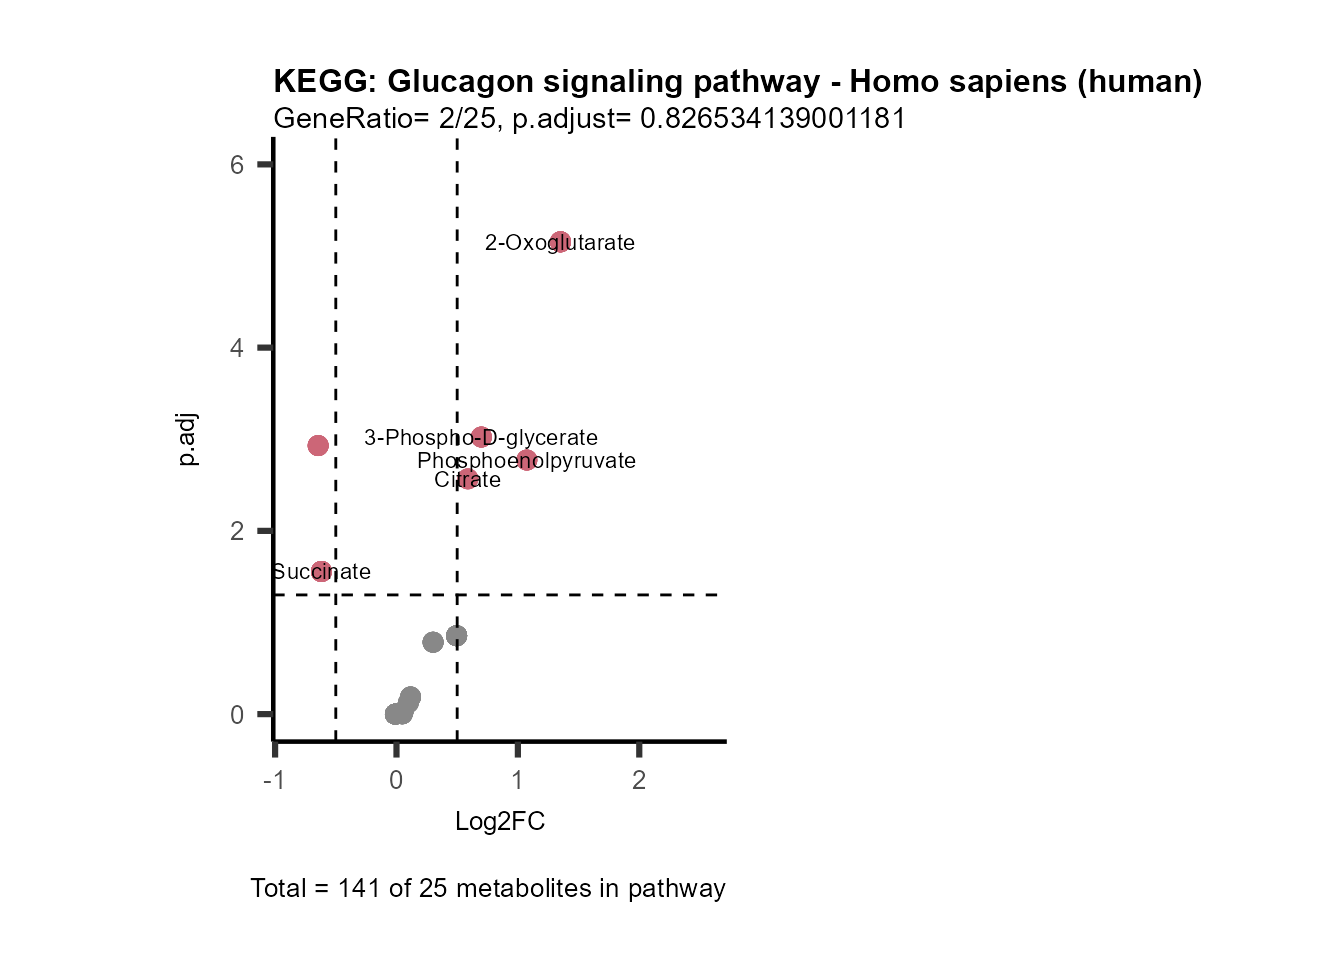 KEGG: Glucagon signaling pathway - Homo sapiens (human)
GeneRatio= 2/25, p.adjust= 0.826534139001181
6
2-Oxoglutarate
4
p.adj
3-Phospho-D-glycerate
Phosphoenolpyruvate
Citrate
2
Succinate
0
-1 0 1 2
Log2FC
Total = 141 of 25 metabolites in pathway